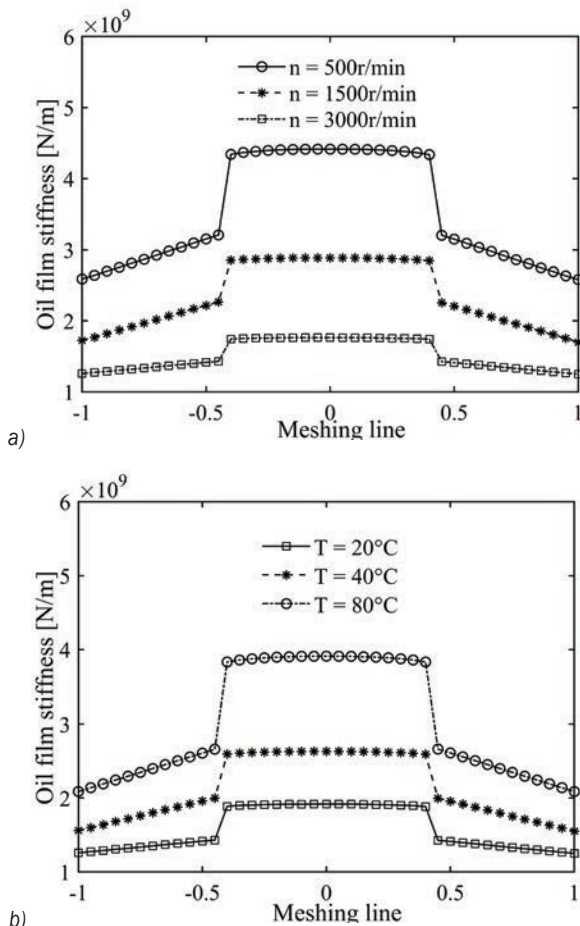 ×10⁹
6
5
4
3
2
1
Oil film stiffness [N/m]
n = 500r/min
n = 1500r/min
n = 3000r/min
-1 -0.5 0 0.5 1
Meshing line
a)
×10⁹
6
5
4
3
2
1
Oil film stiffness [N/m]
T = 20°C
T = 40°C
T = 80°C
-1 -0.5 0 0.5 1
Meshing line
b)